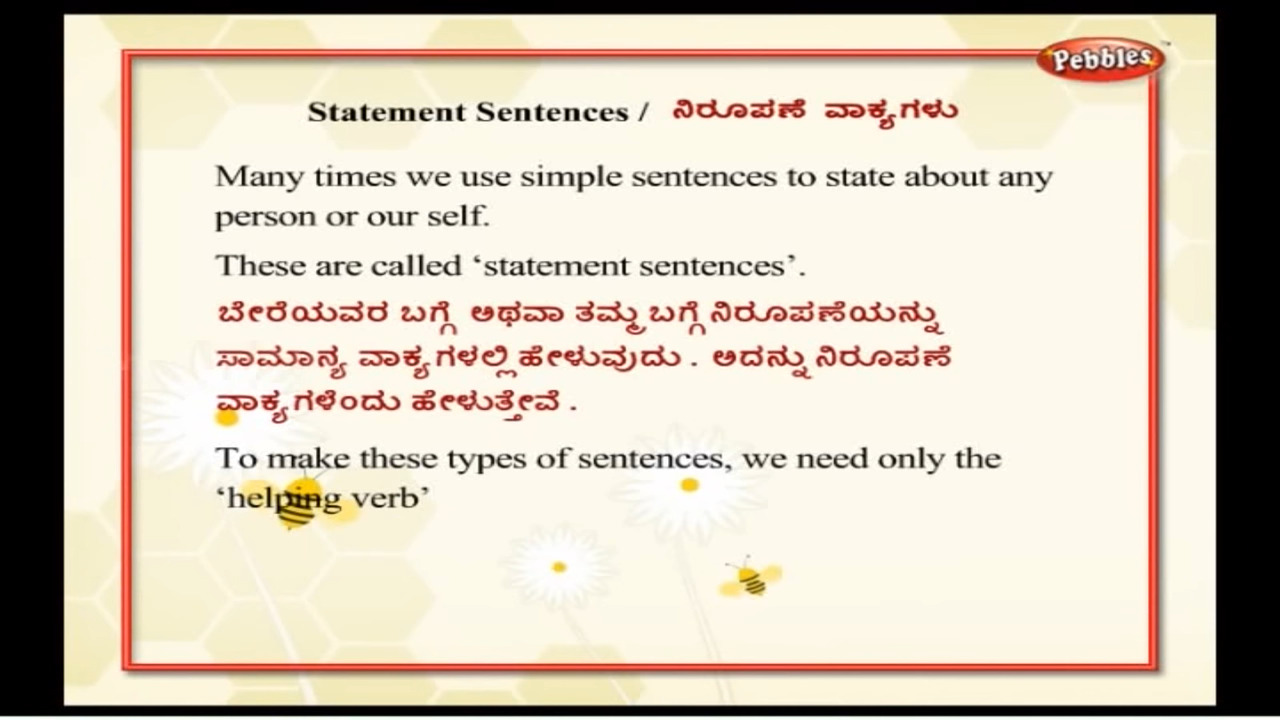 Pebbles™
Statement Sentences / ನಿರೂಪಣೆ ವಾಕ್ಯಗಳು
Many times we use simple sentences to state about any
person or our self.
These are called ‘statement sentences’.
ಬೇರೆಯವರ ಬಗ್ಗೆ ಅಥವಾ ತಮ್ಮ ಬಗ್ಗೆ ನಿರೂಪಣೆಯನ್ನು
ಸಾಮಾನ್ಯ ವಾಕ್ಯಗಳಲ್ಲಿ ಹೇಳುವುದು . ಅದನ್ನು ನಿರೂಪಣೆ
ವಾಕ್ಯಗಳೆಂದು ಹೇಳುತ್ತೇವೆ .
To make these types of sentences, we need only the
‘helping verb’